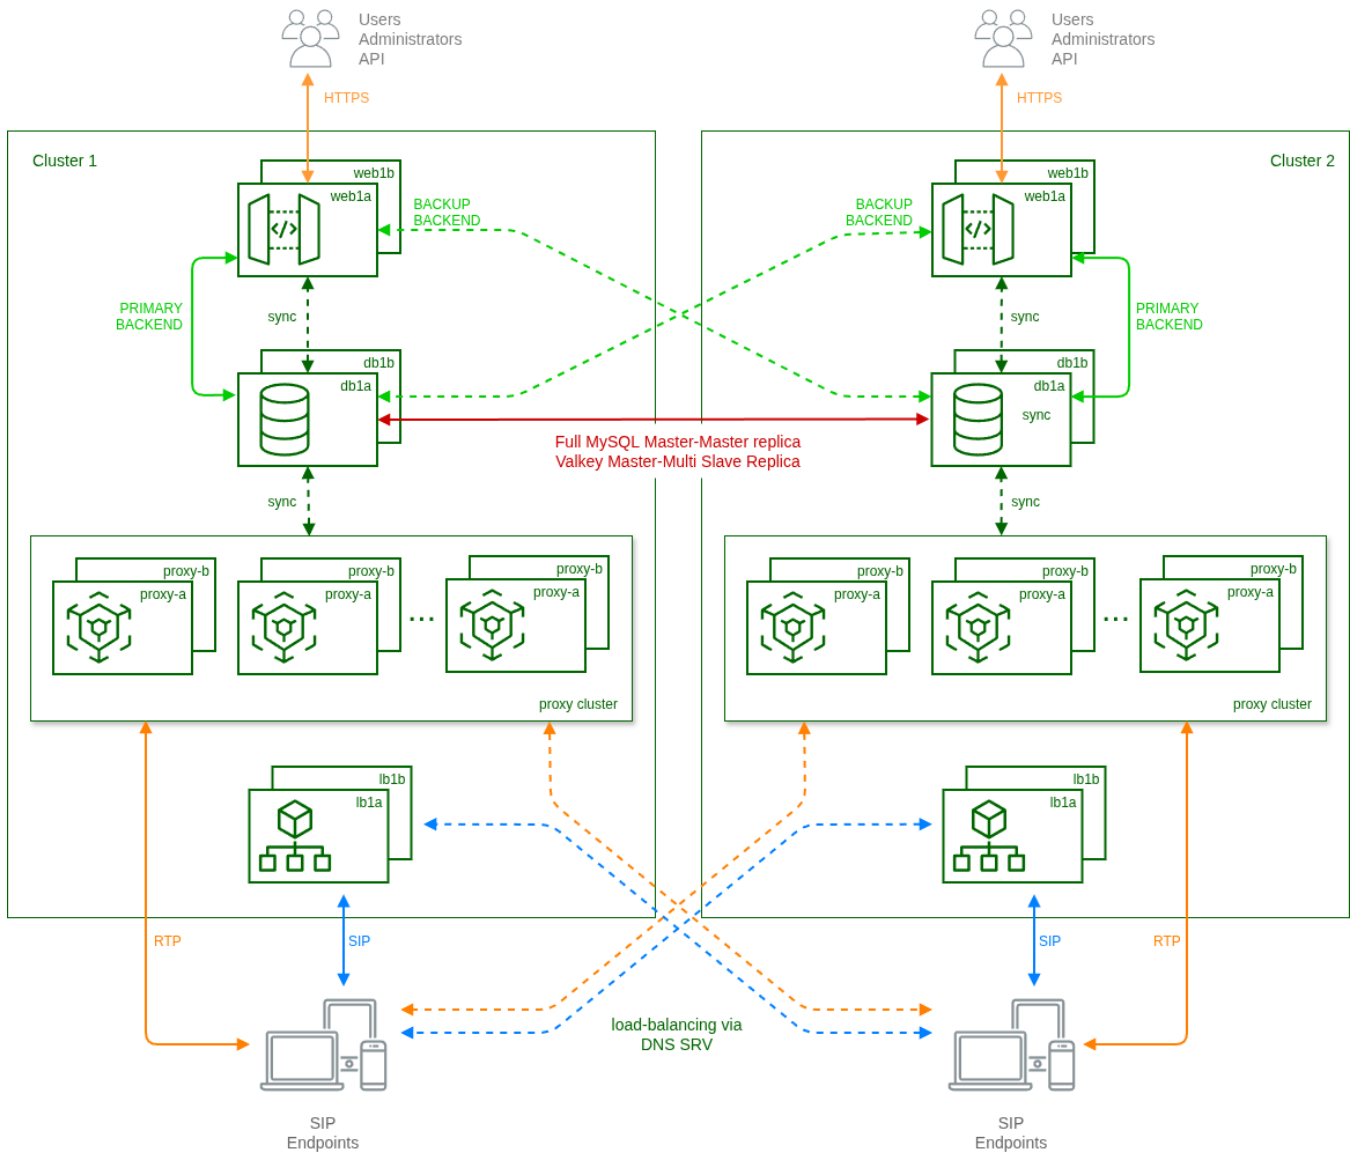 Users
Administrators
API
Users
Administrators
API
HTTPS
HTTPS
Cluster 1
Cluster 2
web1b
web1a
BACKUP
BACKEND
BACKUP
BACKEND
web1b
web1a
PRIMARY
BACKEND
sync
sync
PRIMARY
BACKEND
db1b
db1a
db1b
db1a
sync
Full MySQL Master-Master replica
Valkey Master-Multi Slave Replica
sync
sync
proxy-b
proxy-a
proxy-b
proxy-a
...
proxy-b
proxy-a
proxy cluster
proxy-b
proxy-a
proxy-b
proxy-a
...
proxy-b
proxy-a
proxy cluster
lb1b
lb1a
lb1b
lb1a
RTP
SIP
SIP
RTP
load-balancing via
DNS SRV
SIP
Endpoints
SIP
Endpoints